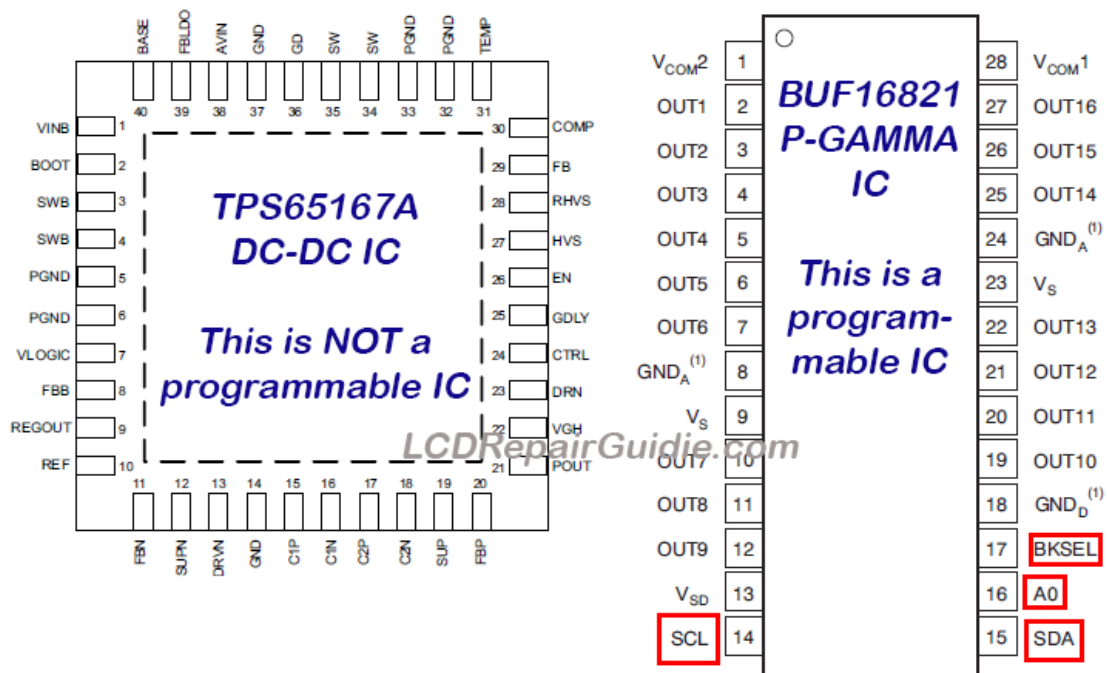 BASE FBLDO AVIN GND GD SW SW PGND PGND TEMP
40 39 38 37 36 35 34 33 32 31
VINB 1
BOOT 2
SWB 3
SWB 4
PGND 5
PGND 6
VLOGIC 7
FBB 8
REGOUT 9
REF 10
TPS65167A
DC-DC IC
This is NOT a
programmable IC
30 COMP
29 FB
28 RHVS
27 HVS
26 EN
25 GDLY
24 CTRL
23 DRN
22 VGH
21 POUT
11 12 13 14 15 16 17 18 19 20
FBN SUPN DRVN GND C1P C1N C2P C2N SUP FBP
LCDRepairGuidie.com
VCOM2 1
OUT1 2
OUT2 3
OUT3 4
OUT4 5
OUT5 6
OUT6 7
GNDA(1) 8
VS 9
OUT7 10
OUT8 11
OUT9 12
VSD 13
SCL 14
BUF16821
P-GAMMA
IC
This is a
program-
mable IC
28 VCOM1
27 OUT16
26 OUT15
25 OUT14
24 GNDA(1)
23 VS
22 OUT13
21 OUT12
20 OUT11
19 OUT10
18 GNDD(1)
17 BKSEL
16 A0
15 SDA